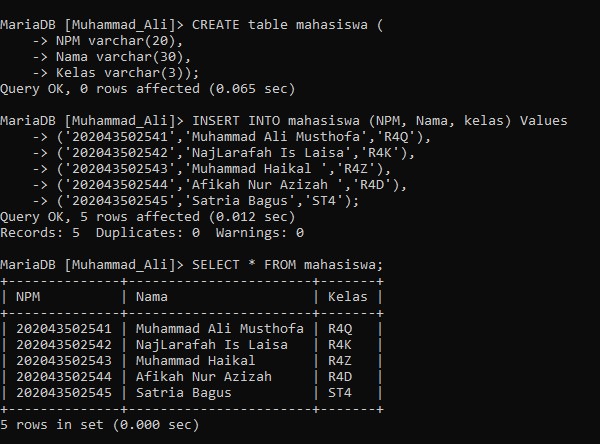 MariaDB [Muhammad_Ali]> CREATE table mahasiswa (
    -> NPM varchar(20),
    -> Nama varchar(30),
    -> Kelas varchar(3));
Query OK, 0 rows affected (0.065 sec)

MariaDB [Muhammad_Ali]> INSERT INTO mahasiswa (NPM, Nama, kelas) Values
    -> ('202043502541','Muhammad Ali Musthofa','R4Q'),
    -> ('202043502542','NajLarafah Is Laisa','R4K'),
    -> ('202043502543','Muhammad Haikal ','R4Z'),
    -> ('202043502544','Afikah Nur Azizah ','R4D'),
    -> ('202043502545','Satria Bagus','ST4');
Query OK, 5 rows affected (0.012 sec)
Records: 5  Duplicates: 0  Warnings: 0

MariaDB [Muhammad_Ali]> SELECT * FROM mahasiswa;
+--------------+-----------------------+-------+
| NPM          | Nama                  | Kelas |
+--------------+-----------------------+-------+
| 202043502541 | Muhammad Ali Musthofa | R4Q   |
| 202043502542 | NajLarafah Is Laisa   | R4K   |
| 202043502543 | Muhammad Haikal       | R4Z   |
| 202043502544 | Afikah Nur Azizah     | R4D   |
| 202043502545 | Satria Bagus          | ST4   |
+--------------+-----------------------+-------+
5 rows in set (0.000 sec)